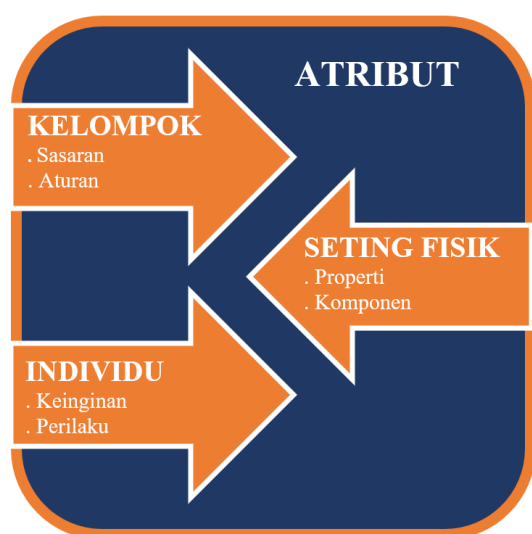 ATRIBUT
KELOMPOK
. Sasaran
. Aturan
SETING FISIK
. Properti
. Komponen
INDIVIDU
. Keinginan
. Perilaku